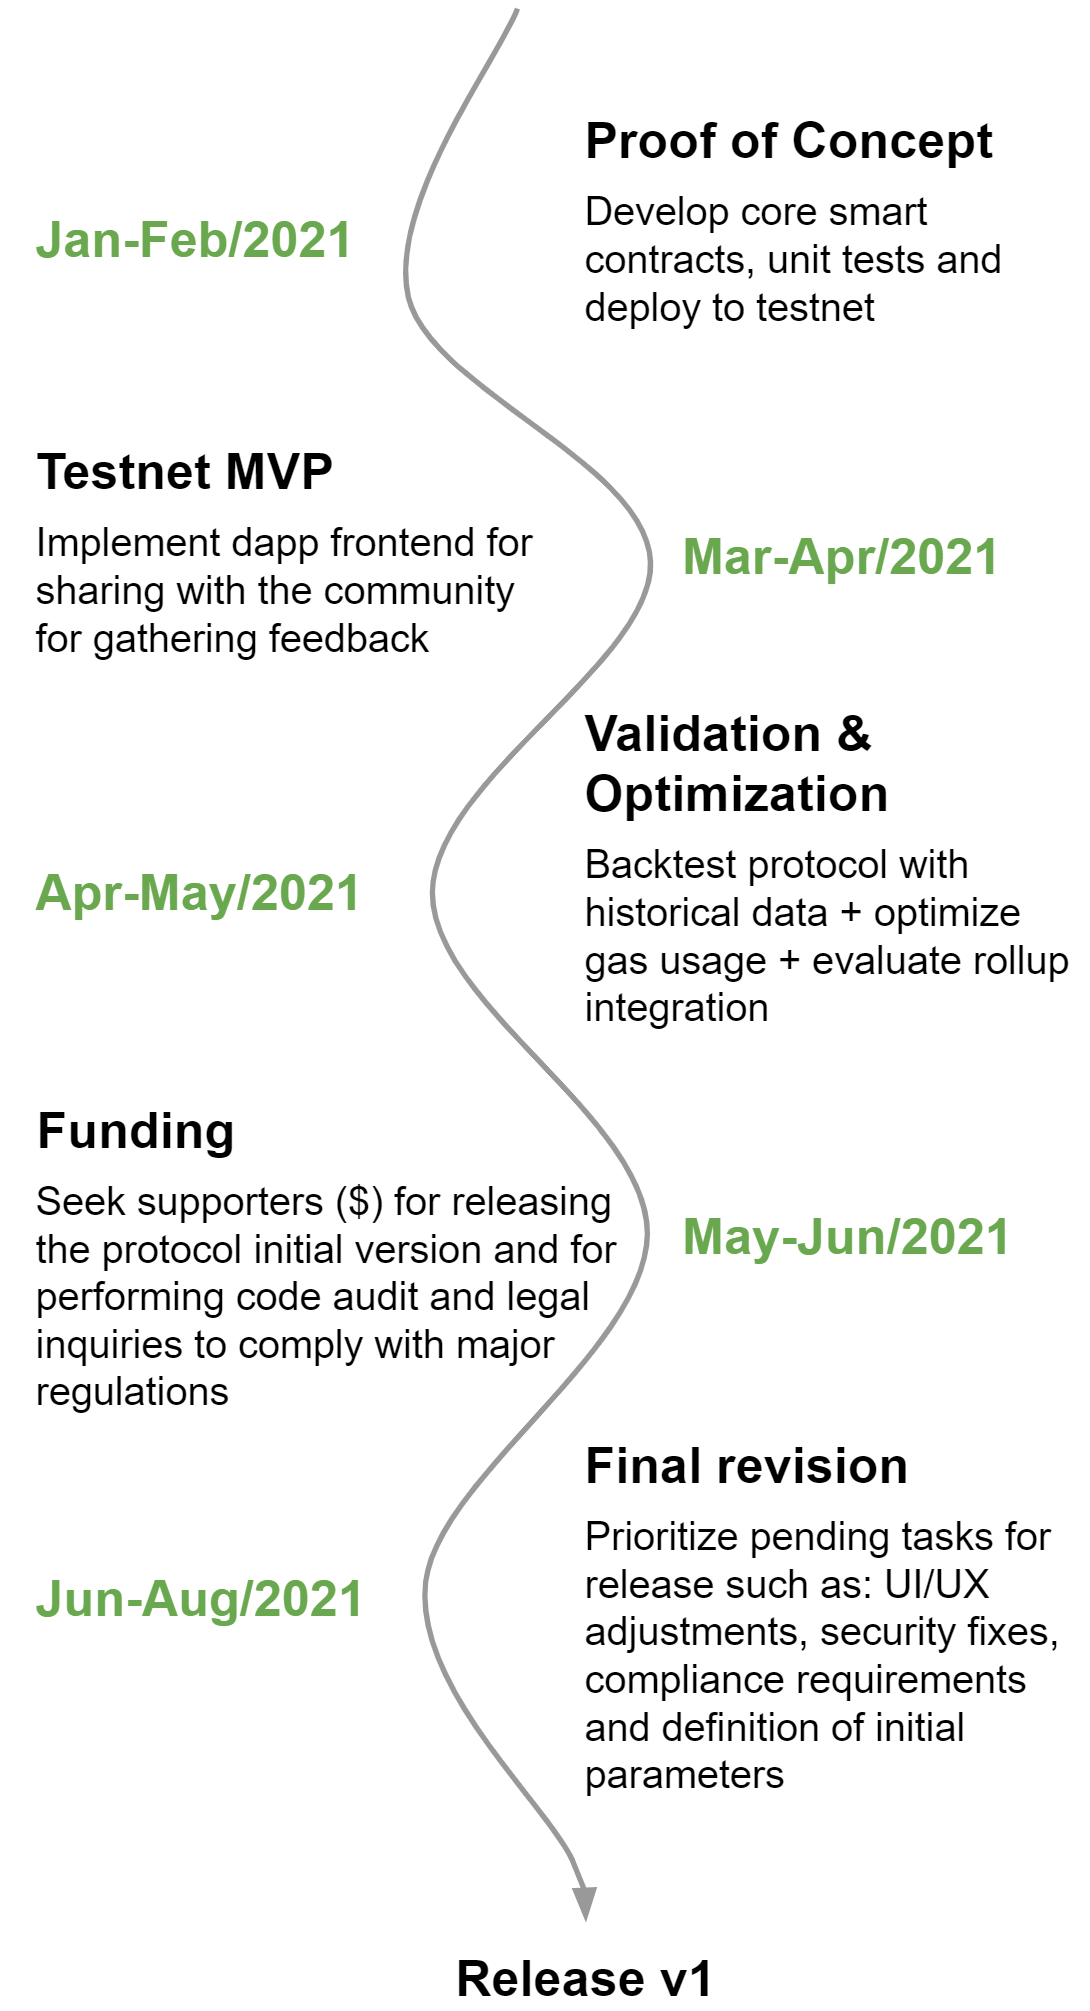 Proof of Concept
Develop core smart
contracts, unit tests and
deploy to testnet
Jan-Feb/2021
Testnet MVP
Implement dapp frontend for
sharing with the community
for gathering feedback
Mar-Apr/2021
Validation &
Optimization
Backtest protocol with
historical data + optimize
gas usage + evaluate rollup
integration
Apr-May/2021
Funding
Seek supporters ($) for releasing
the protocol initial version and for
performing code audit and legal
inquiries to comply with major
regulations
May-Jun/2021
Final revision
Prioritize pending tasks for
release such as: UI/UX
adjustments, security fixes,
compliance requirements
and definition of initial
parameters
Jun-Aug/2021
Release v1